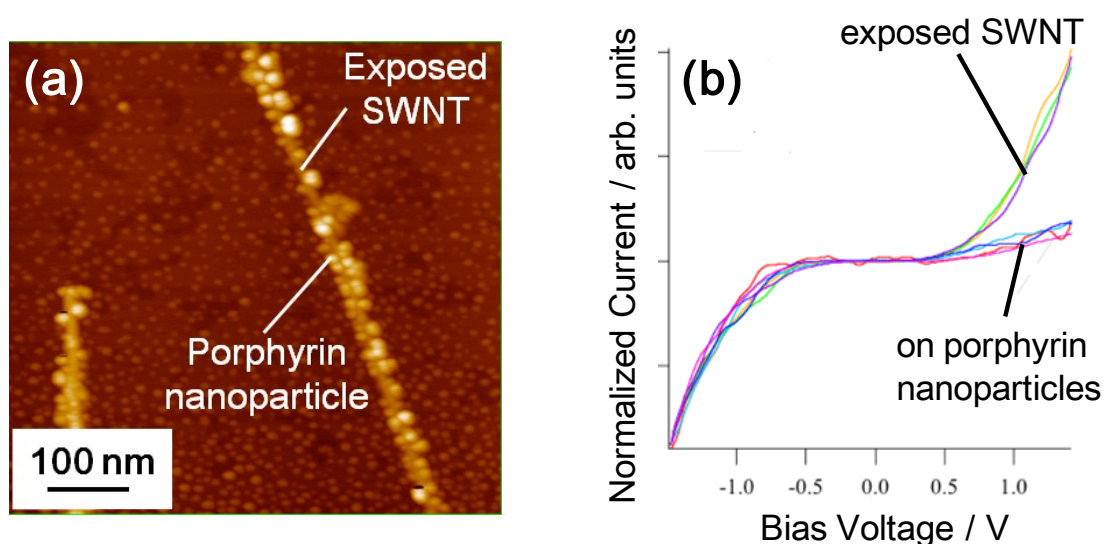 (a)
Exposed
SWNT
Porphyrin
nanoparticle
100 nm
(b)
exposed SWNT
on porphyrin
nanoparticles
Normalized Current / arb. units
-1.0 -0.5 0.0 0.5 1.0
Bias Voltage / V